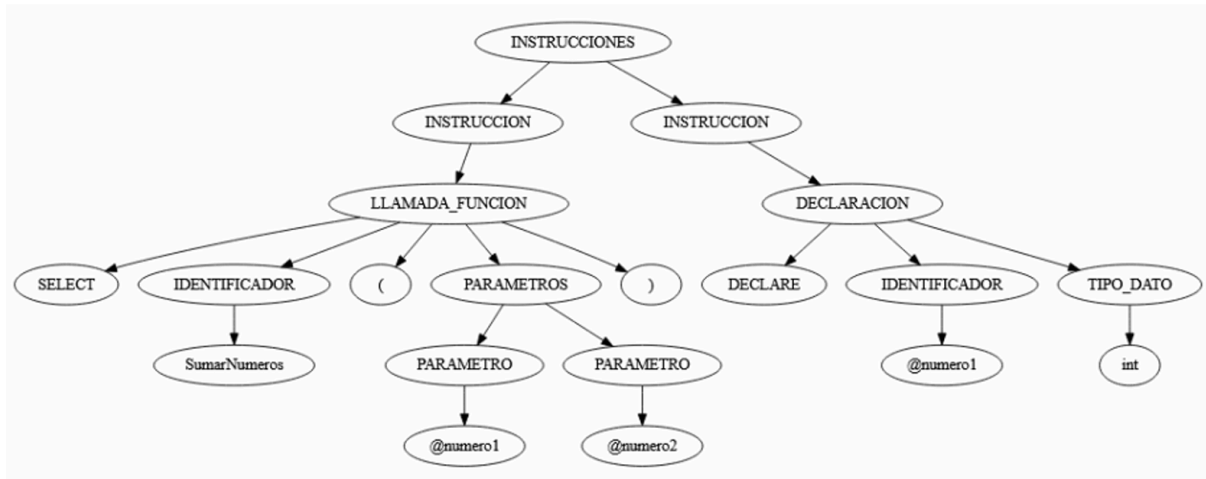 INSTRUCCIONES
INSTRUCCION INSTRUCCION
LLAMADA_FUNCION DECLARACION
SELECT IDENTIFICADOR ( PARAMETROS ) DECLARE IDENTIFICADOR TIPO_DATO
SumarNumeros PARAMETRO PARAMETRO @numero1 int
@numero1 @numero2